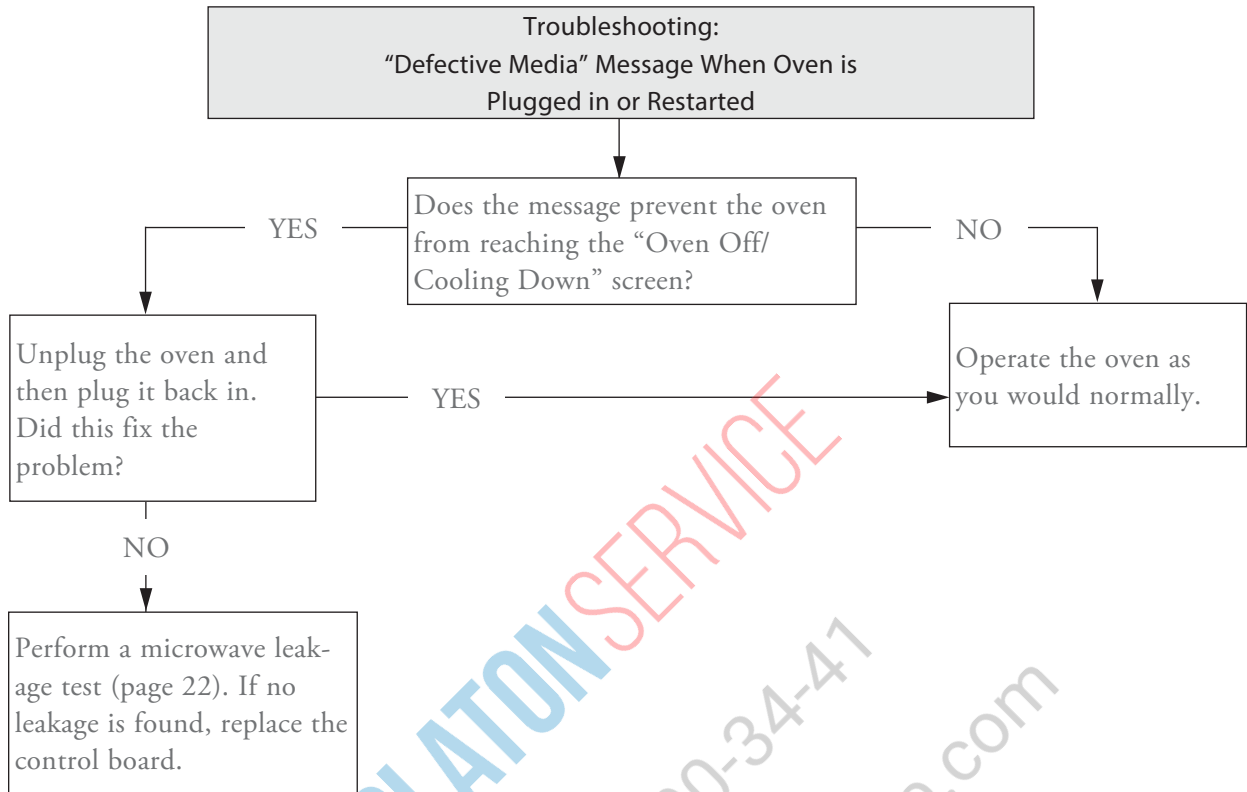 Troubleshooting:
“Defective Media” Message When Oven is
Plugged in or Restarted
Does the message prevent the oven
from reaching the “Oven Off/
Cooling Down” screen?
YES
NO
Unplug the oven and
then plug it back in.
Did this fix the
problem?
YES
Operate the oven as
you would normally.
NO
Perform a microwave leak-
age test (page 22). If no
leakage is found, replace the
control board.
SERVICE